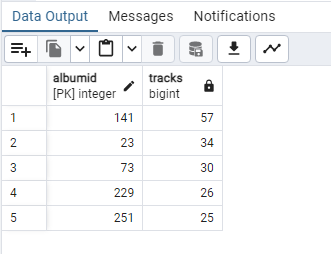 Data Output Messages Notifications
albumid tracks
[PK] integer bigint
1 141 57
2 23 34
3 73 30
4 229 26
5 251 25